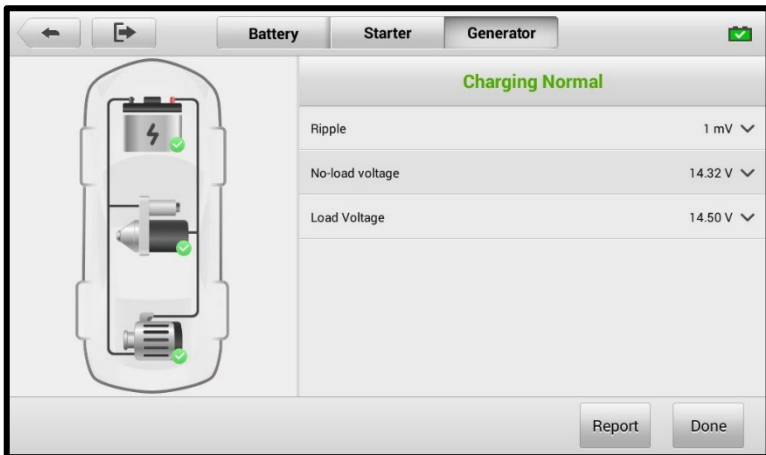 Battery Starter Generator
Charging Normal
Ripple 1 mV
No-load voltage 14.32 V
Load Voltage 14.50 V
Report Done